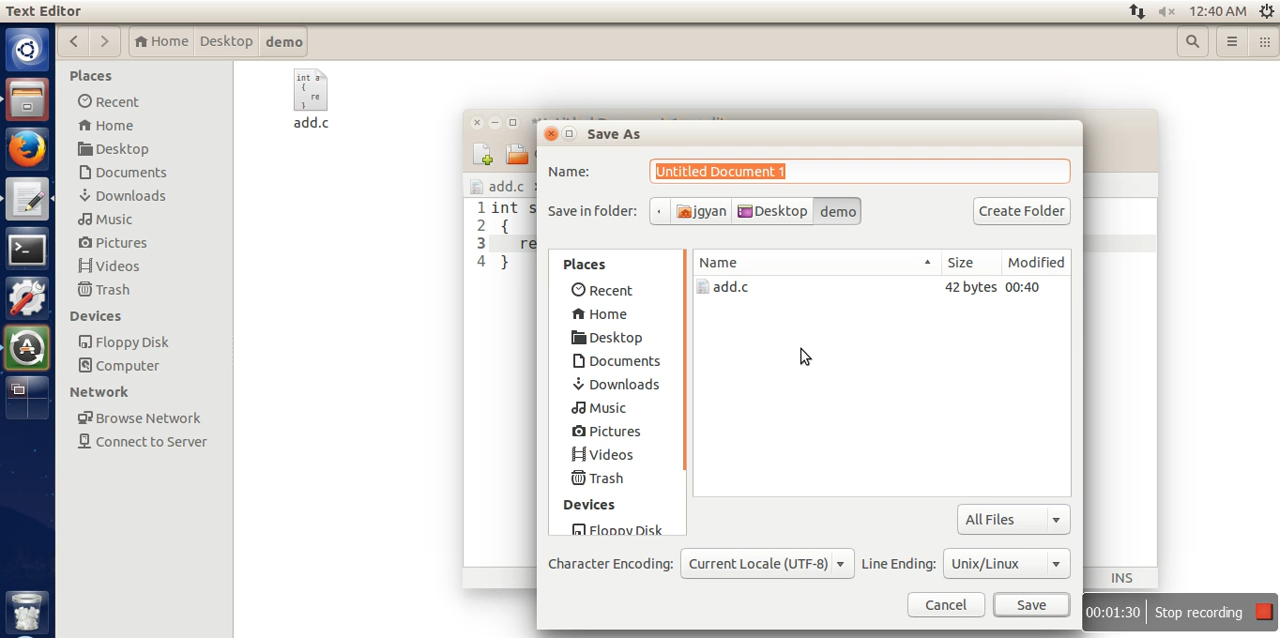 Text Editor
12:40 AM
Home Desktop demo
Places
Recent
Home
Desktop
Documents
Downloads
Music
Pictures
Videos
Trash
Devices
Floppy Disk
Computer
Network
Browse Network
Connect to Server
int a
{
re
}
add.c
add.c
1 int s
2 {
3 re
4 }
INS
Save As
Name: Untitled Document 1
Save in folder: jgyan Desktop demo Create Folder
Places
Recent
Home
Desktop
Documents
Downloads
Music
Pictures
Videos
Trash
Devices
Floppy Disk
Name Size Modified
add.c 42 bytes 00:40
All Files
Character Encoding: Current Locale (UTF-8) Line Ending: Unix/Linux
Cancel Save
00:01:30 Stop recording